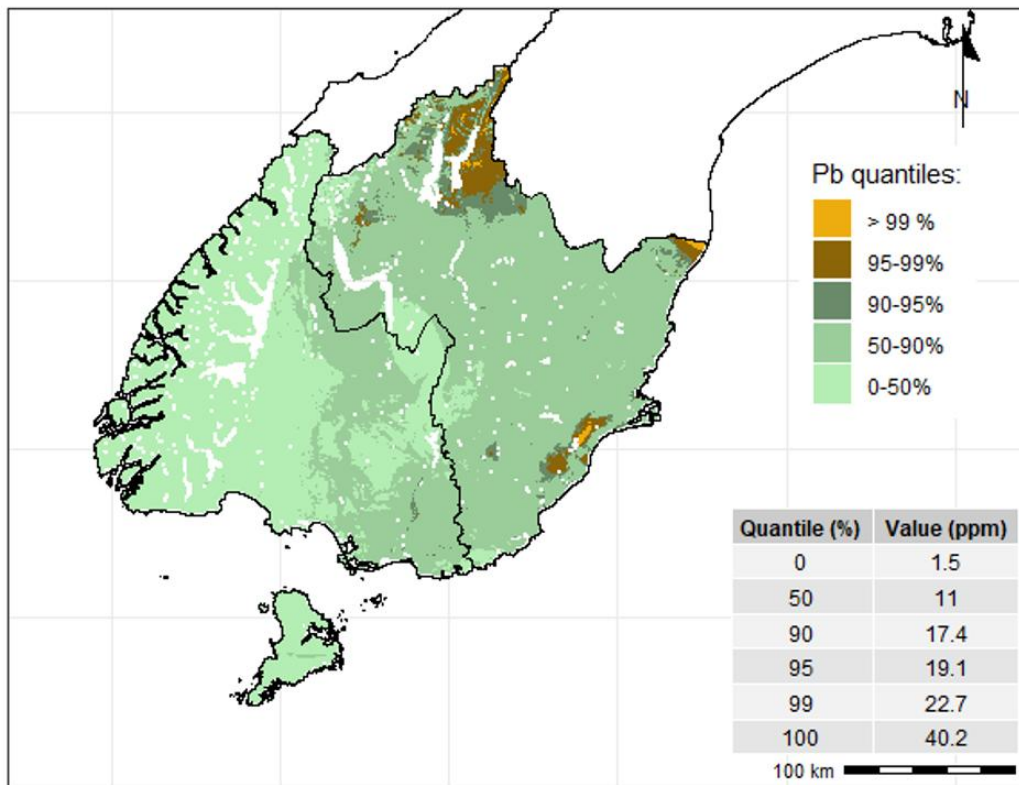 N
Pb quantiles:
> 99 %
95-99%
90-95%
50-90%
0-50%
Quantile (%) Value (ppm)
0 1.5
50 11
90 17.4
95 19.1
99 22.7
100 40.2
100 km